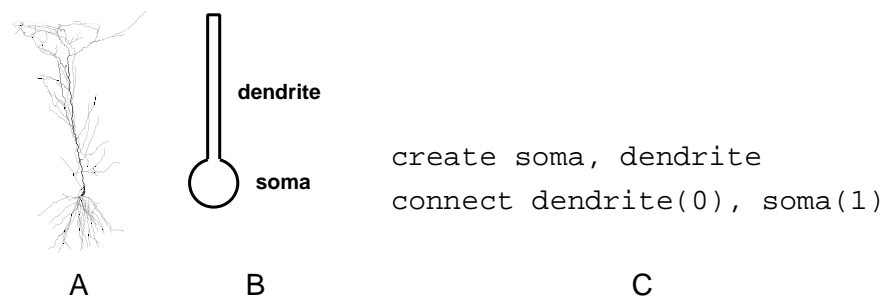 dendrite
soma
create soma, dendrite
connect dendrite(0), soma(1)
A
B
C